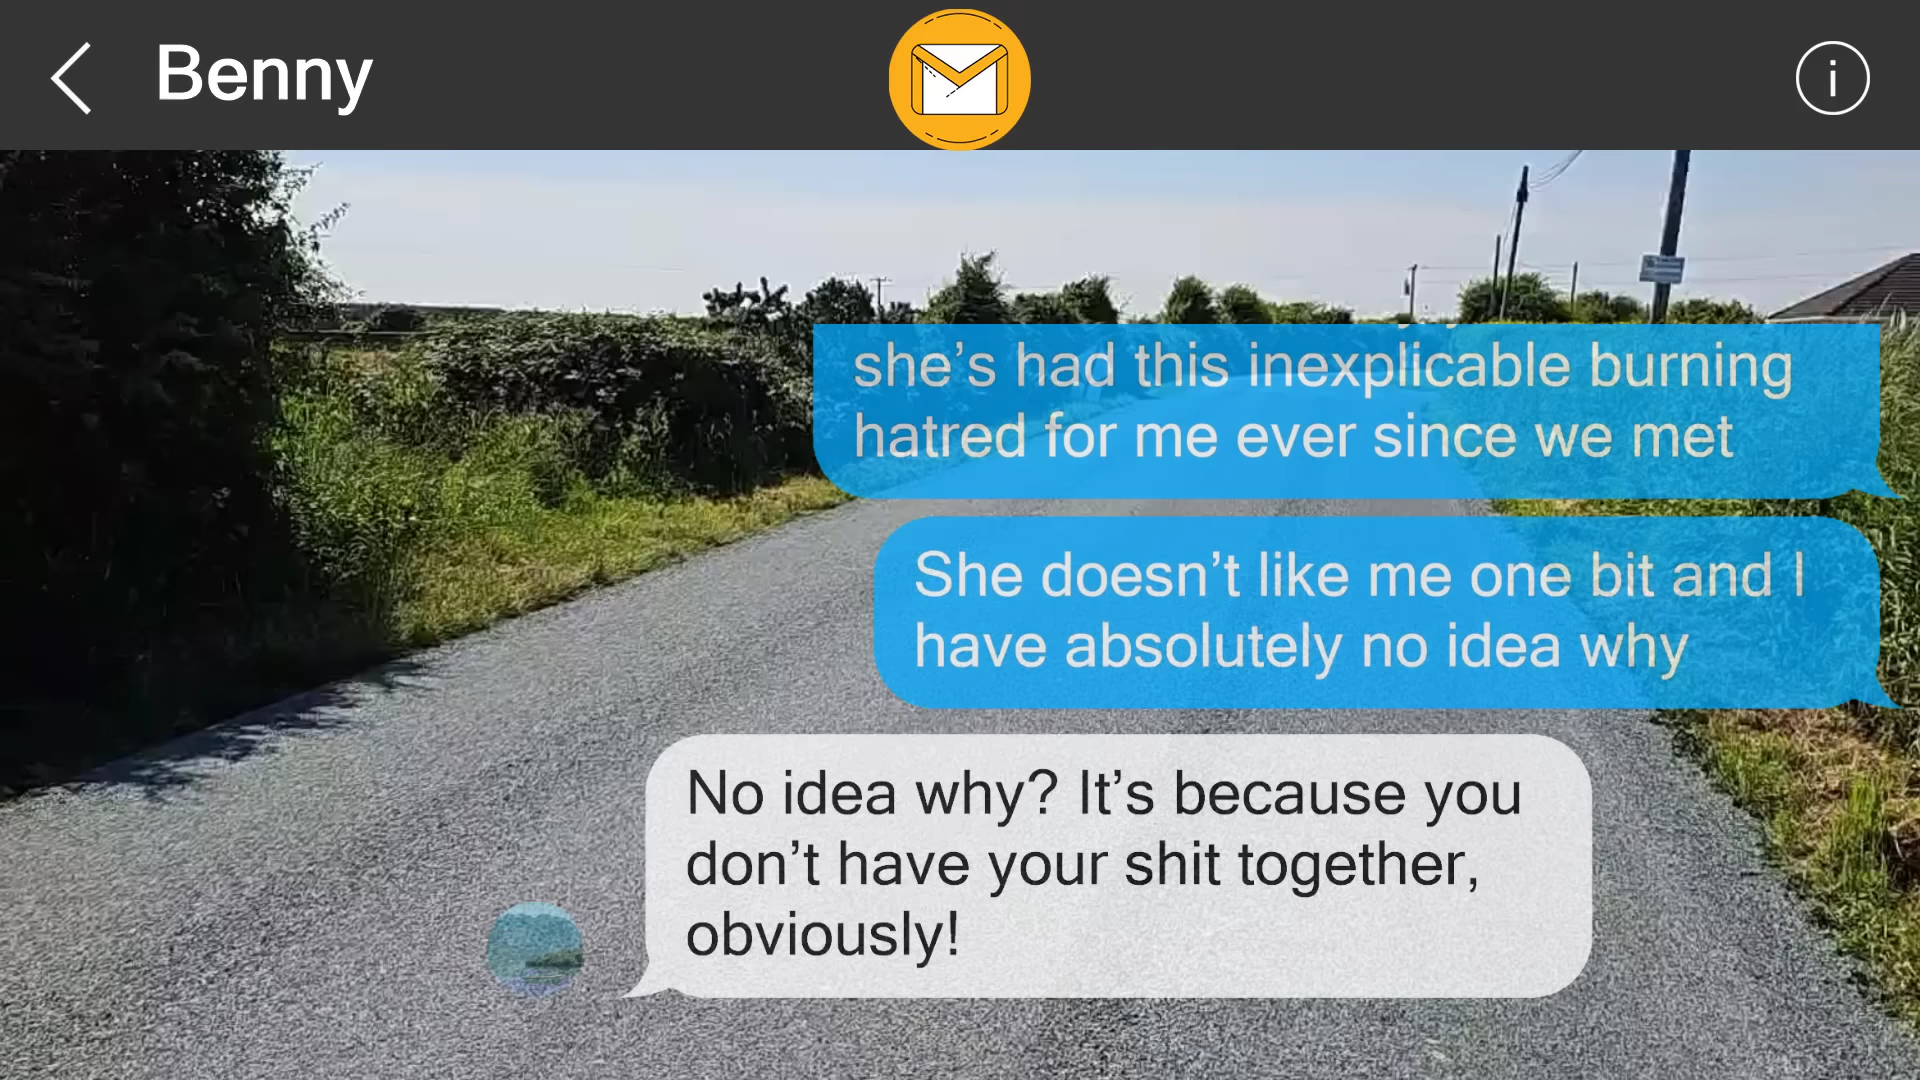 Benny
i
she’s had this inexplicable burning
hatred for me ever since we met
She doesn’t like me one bit and I
have absolutely no idea why
No idea why? It’s because you
don’t have your shit together,
obviously!